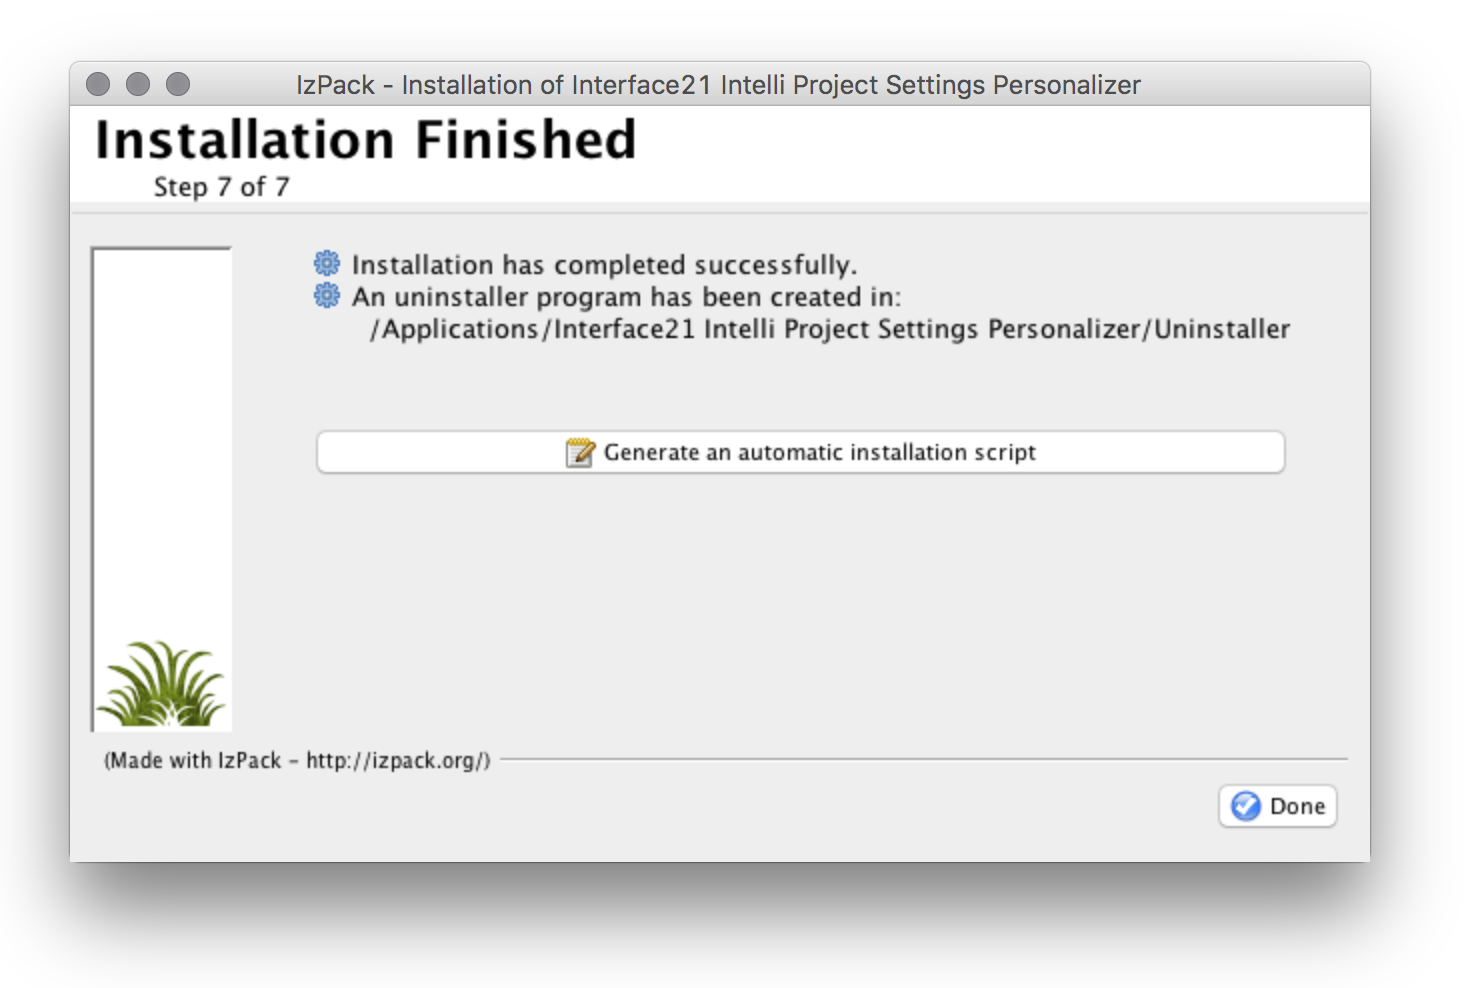 IzPack - Installation of Interface21 Intelli Project Settings Personalizer
Installation Finished
Step 7 of 7
Installation has completed successfully.
An uninstaller program has been created in:
/Applications/Interface21 Intelli Project Settings Personalizer/Uninstaller
Generate an automatic installation script
(Made with IzPack - http://izpack.org/)
Done